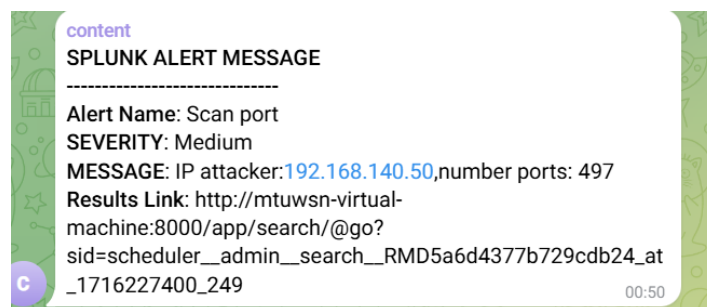 content
SPLUNK ALERT MESSAGE
------------------------------
Alert Name: Scan port
SEVERITY: Medium
MESSAGE: IP attacker:192.168.140.50,number ports: 497
Results Link: http://mtuwsn-virtual-
machine:8000/app/search/@go?
sid=scheduler__admin__search__RMD5a6d4377b729cdb24_at
_1716227400_249
C
00:50